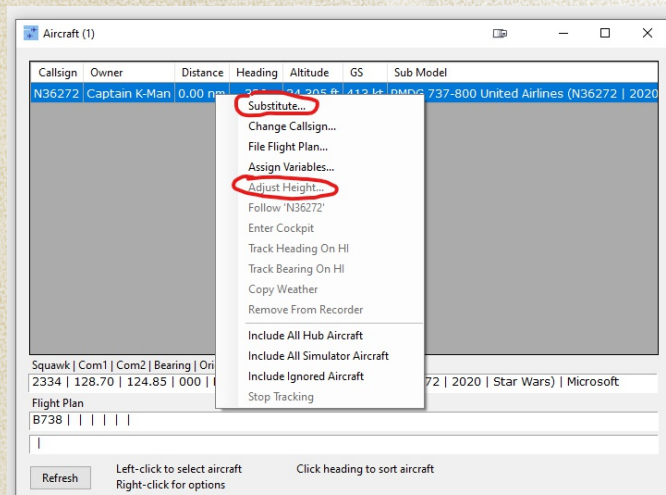 Aircraft (1)
Callsign Owner Distance Heading Altitude GS Sub Model
N36272 Captain K-Man 0.00 nm 24,305 ft 413 kt PMDG 737-800 United Airlines (N36272 | 2020
Substitute...
Change Callsign...
File Flight Plan...
Assign Variables...
Adjust Height...
Follow 'N36272'
Enter Cockpit
Track Heading On HI
Track Bearing On HI
Copy Weather
Remove From Recorder
Include All Hub Aircraft
Include All Simulator Aircraft
Include Ignored Aircraft
Stop Tracking
Squawk | Com1 | Com2 | Bearing | Ori
2334 | 128.70 | 124.85 | 000 | 72 | 2020 | Star Wars) | Microsoft
Flight Plan
B738 | | | | | |
|
Refresh
Left-click to select aircraft Click heading to sort aircraft
Right-click for options